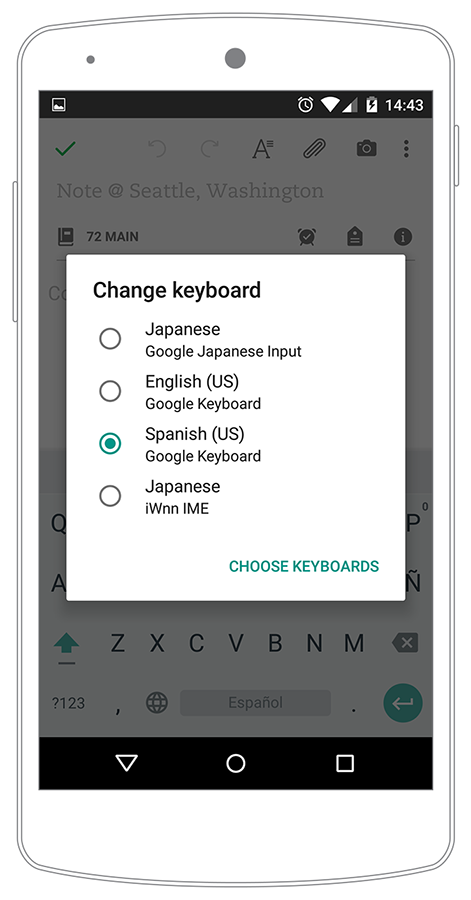 14:43
Note @ Seattle, Washington
72 MAIN
Co
Change keyboard
Japanese
Google Japanese Input
English (US)
Google Keyboard
Spanish (US)
Google Keyboard
Japanese
iWnn IME
CHOOSE KEYBOARDS
Q P 0
A Ñ
Z X C V B N M
?123 , Español .